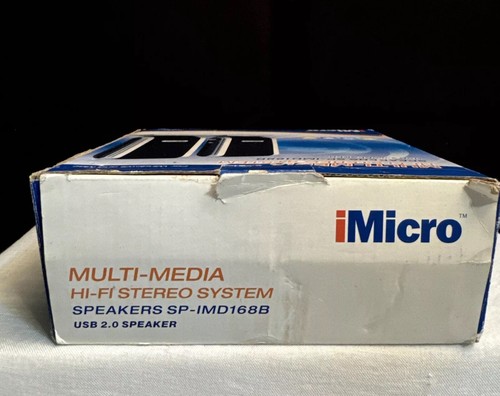 iMicro™
MULTI-MEDIA
HI-FI STEREO SYSTEM
SPEAKERS SP-IMD168B
USB 2.0 SPEAKER